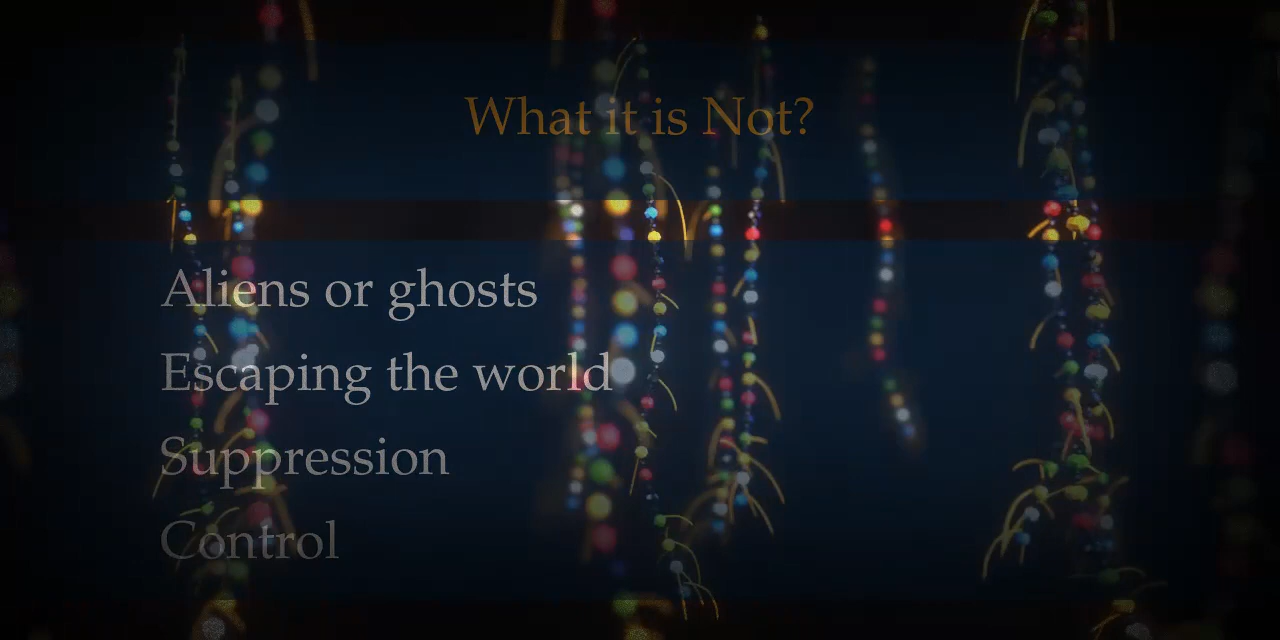 What it is Not?
Aliens or ghosts
Escaping the world
Suppression
Control